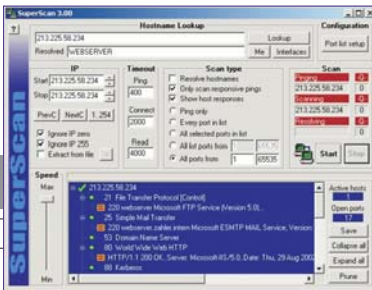 SuperScan 3.00
?
Hostname Lookup
213.225.58.234
Lookup
Resolved WEBSERVER
Me
Interfaces
Configuration
Port list setup
IP
Start 213.225.58.234
Stop 213.225.58.234
PrevC
NextC
1..254
Ignore IP zero
Ignore IP 255
Extract from file
Timeout
Ping
400
Connect
2000
Read
4000
Scan type
Resolve hostnames
Only scan responsive pings
Show host responses
Ping only
Every port in list
All selected ports in list
All list ports from 1 65535
All ports from 1 65535
Scan
Pinging
213.225.58.234 0
Scanning
213.225.58.234 0
Resolving
0
Start
Stop
SuperScan
Speed
Max
Min
213.225.58.234
21 File Transfer Protocol [Control]
220 webserver Microsoft FTP Service (Version 5.0)..
25 Simple Mail Transfer
220 webserver.zahlen.intern Microsoft ESMTP MAIL Service, Version
53 Domain Name Server
80 World Wide Web HTTP
HTTP/1.1 200 OK..Server: Microsoft-IIS/5.0..Date: Thu, 29 Aug 2002
88 Kerberos
Active hosts
1
Open ports
17
Save
Collapse all
Expand all
Prune